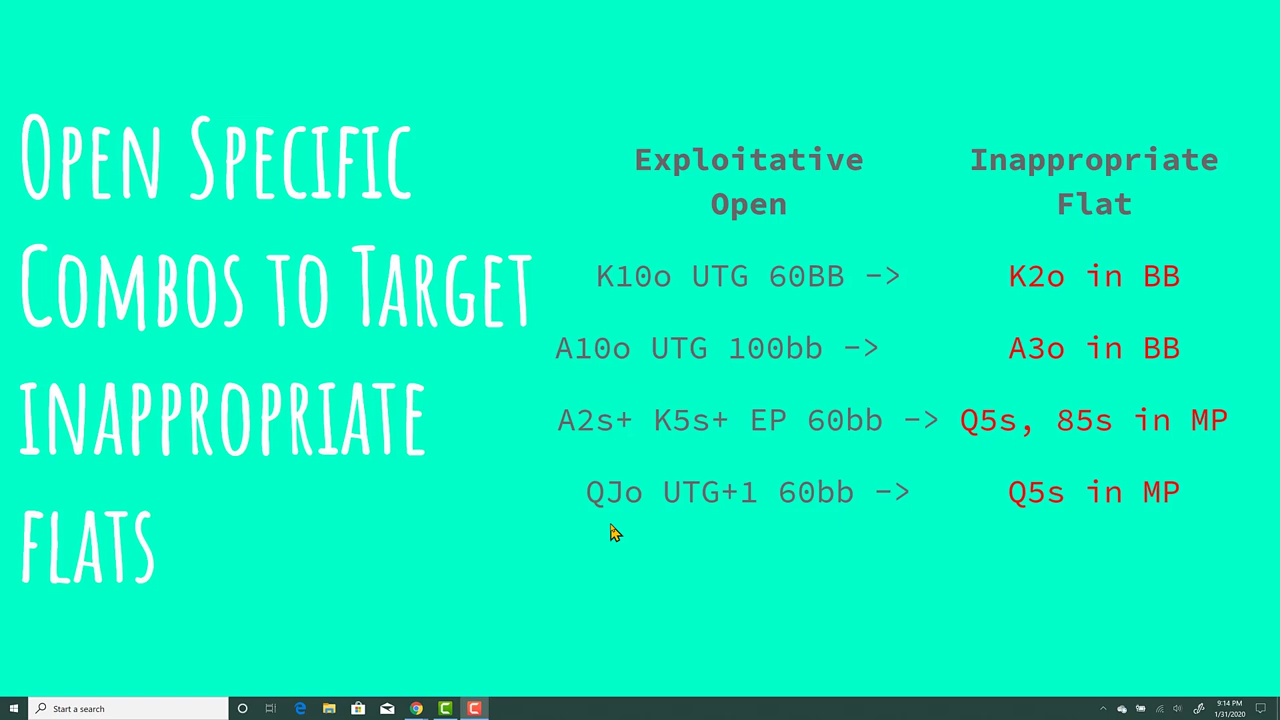 Open Specific
Combos to Target
inappropriate
flats
Exploitative
Open
Inappropriate
Flat
K10o UTG 60BB -> K2o in BB
A10o UTG 100bb -> A3o in BB
A2s+ K5s+ EP 60bb -> Q5s, 85s in MP
QJo UTG+1 60bb -> Q5s in MP
Start a search
9:14 PM
1/31/2020